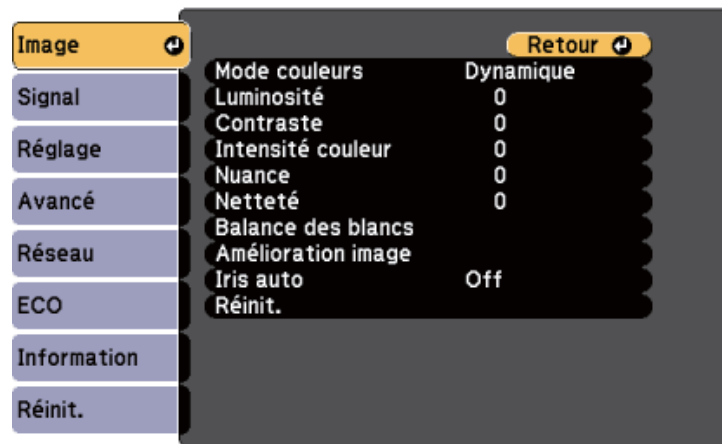 Image
Signal
Réglage
Avancé
Réseau
ECO
Information
Réinit.
Retour
Mode couleurs Dynamique
Luminosité 0
Contraste 0
Intensité couleur 0
Nuance 0
Netteté 0
Balance des blancs
Amélioration image
Iris auto Off
Réinit.